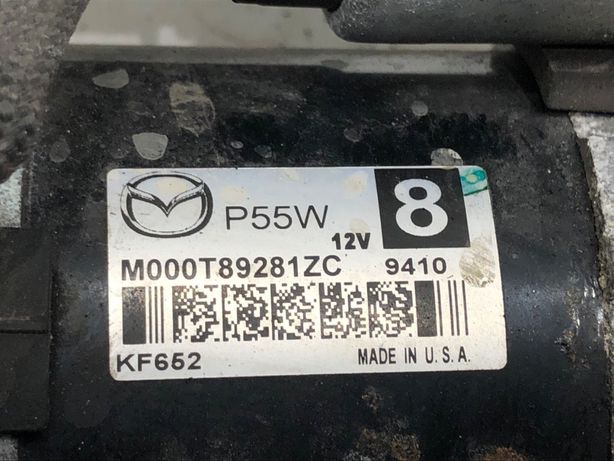 P55W
12V
8
M000T89281ZC 9410
KF652 MADE IN U.S.A.